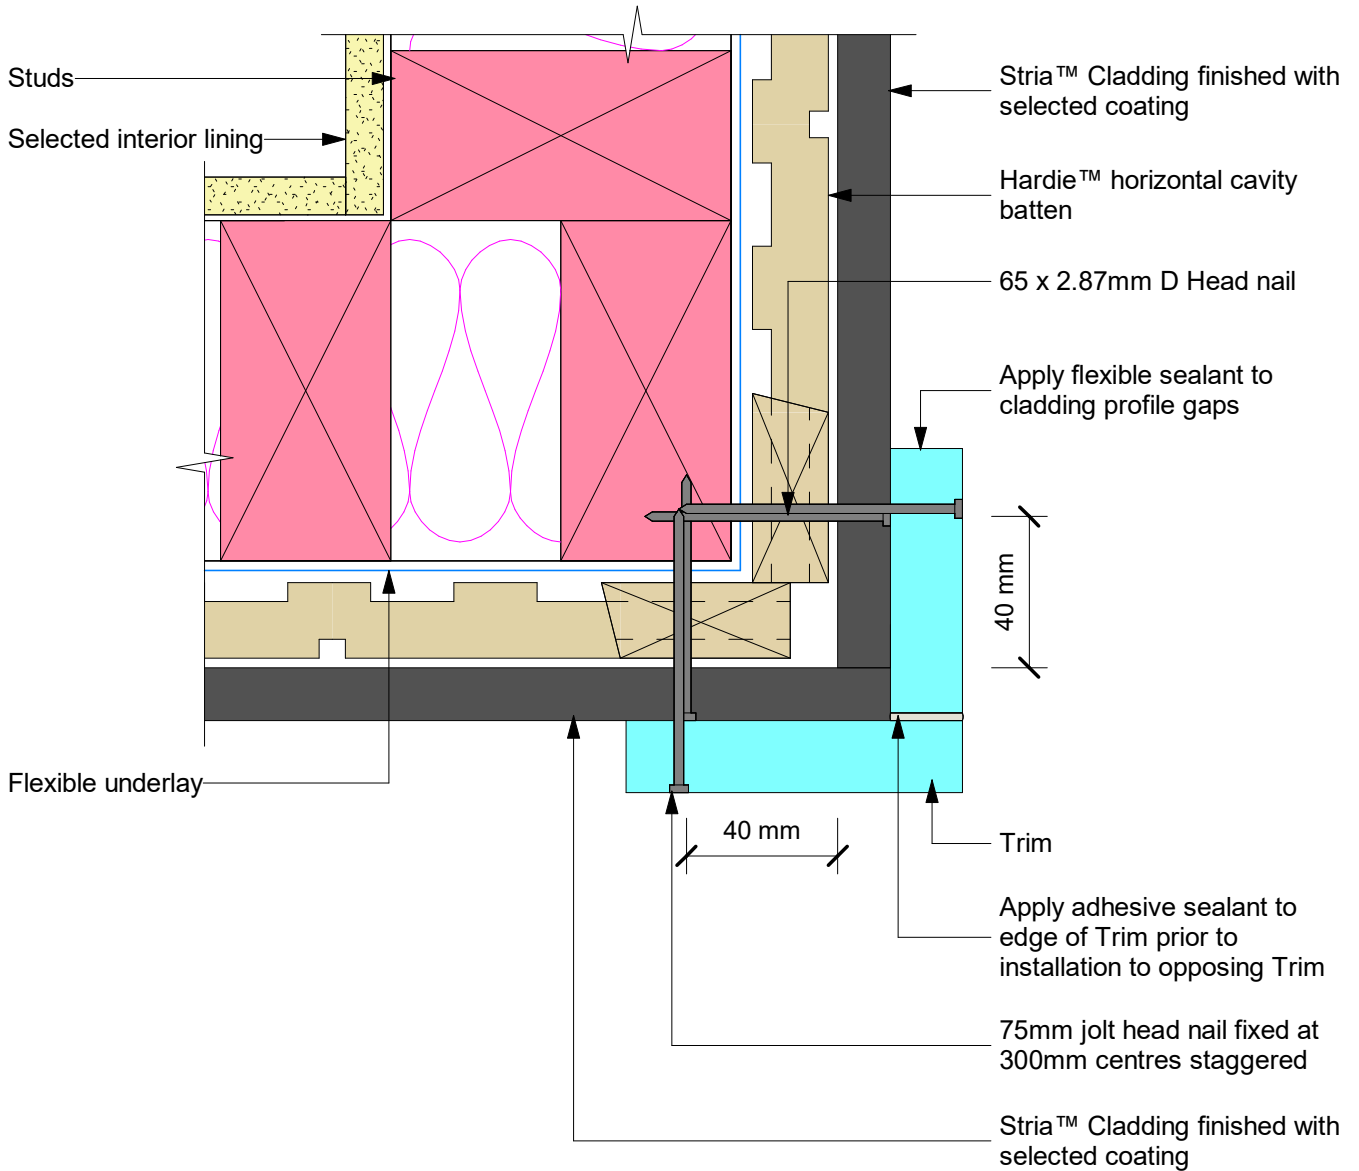 Studs
Selected interior lining
Flexible underlay
Stria™ Cladding finished with
selected coating
Hardie™ horizontal cavity
batten
65 x 2.87mm D Head nail
Apply flexible sealant to
cladding profile gaps
40 mm
40 mm
Trim
Apply adhesive sealant to
edge of Trim prior to
installation to opposing Trim
75mm jolt head nail fixed at
300mm centres staggered
Stria™ Cladding finished with
selected coating